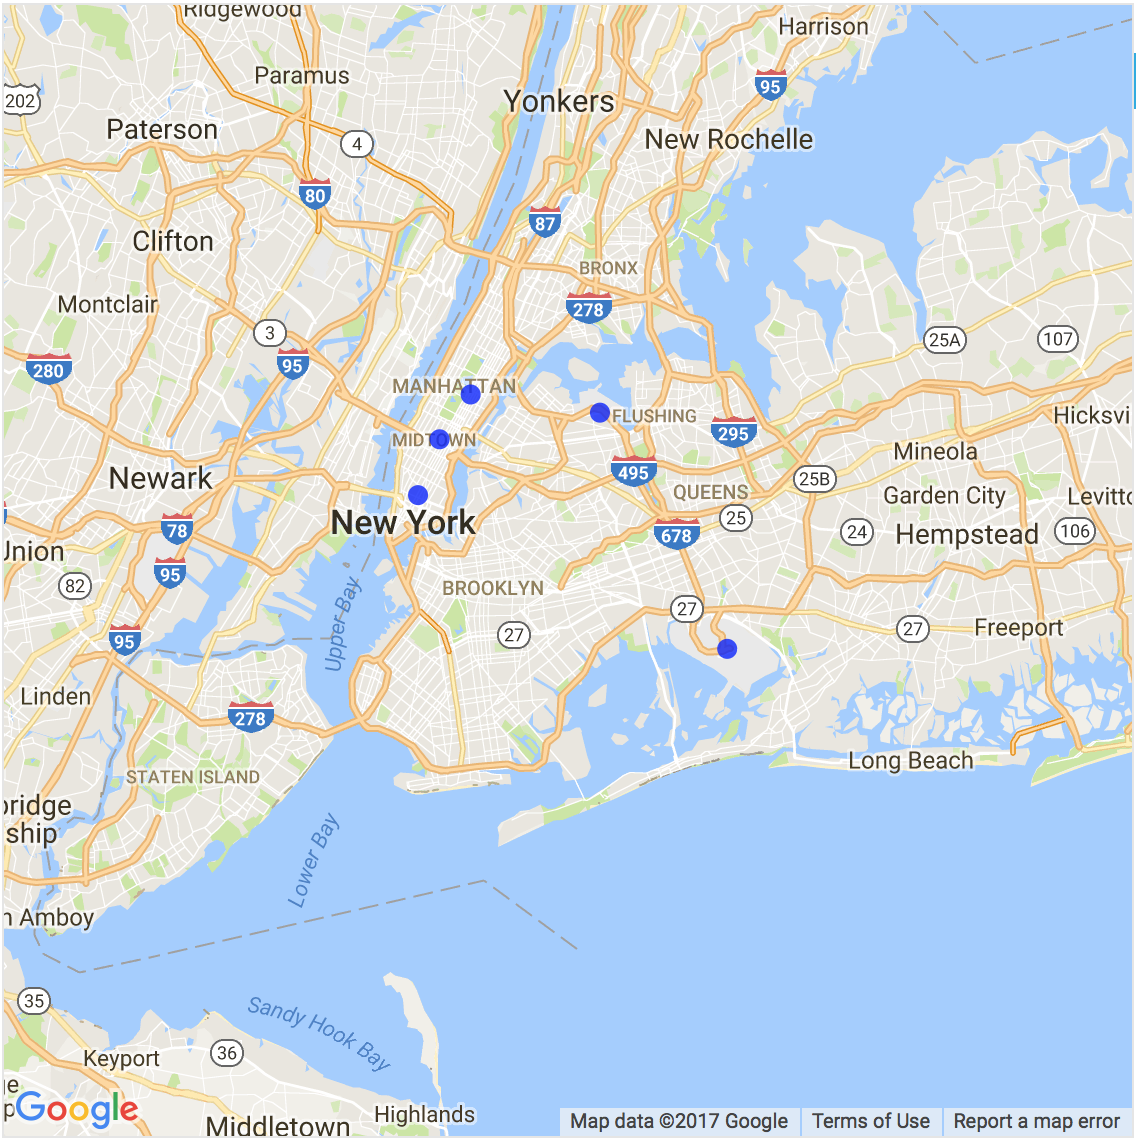 Ridgewood
Harrison
Paramus
95
202
Yonkers
Paterson
New Rochelle
4
80
87
Clifton
BRONX
Montclair
278
3
25A
107
95
280
MANHATTAN
FLUSHING
Hicksvi
295
MIDTOWN
Mineola
495
Newark
25B
QUEENS
Garden City
Levitto
New York
25
78
678
24
Hempstead
106
Union
95
82
BROOKLYN
27
Upper Bay
27
27
Freeport
95
Linden
278
Long Beach
STATEN ISLAND
bridge
ship
Lower Bay
n Amboy
35
Sandy Hook Bay
36
Keyport
ge
p
Google
Highlands
Middletown
Map data ©2017 Google
Terms of Use
Report a map error